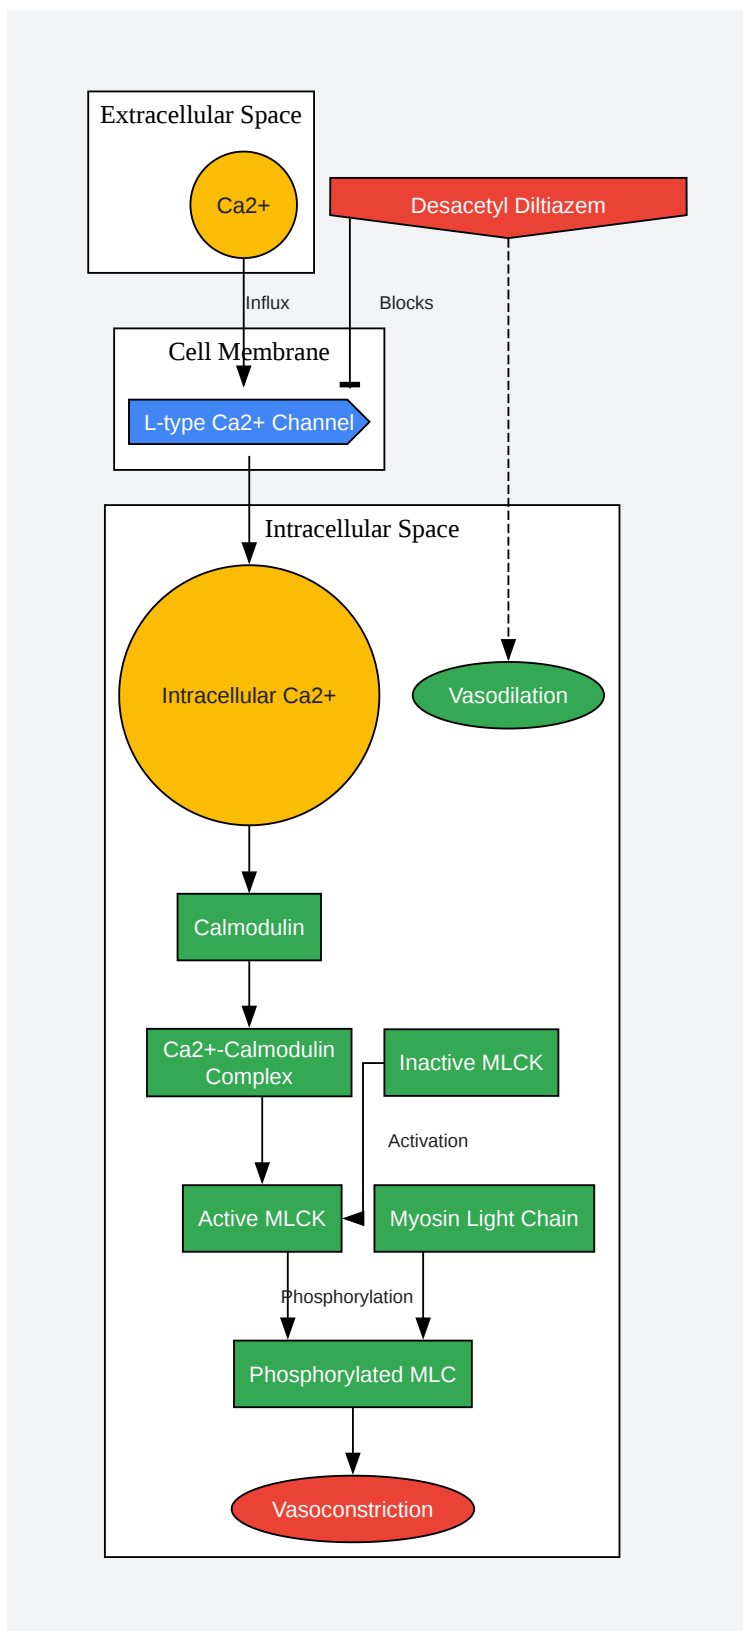 Extracellular Space
Ca2+
Desacetyl Diltiazem
Influx
Blocks
Cell Membrane
L-type Ca2+ Channel
Intracellular Space
Intracellular Ca2+
Vasodilation
Calmodulin
Ca2+-Calmodulin
Complex
Inactive MLCK
Activation
Active MLCK
Myosin Light Chain
Phosphorylation
Phosphorylated MLC
Vasoconstriction